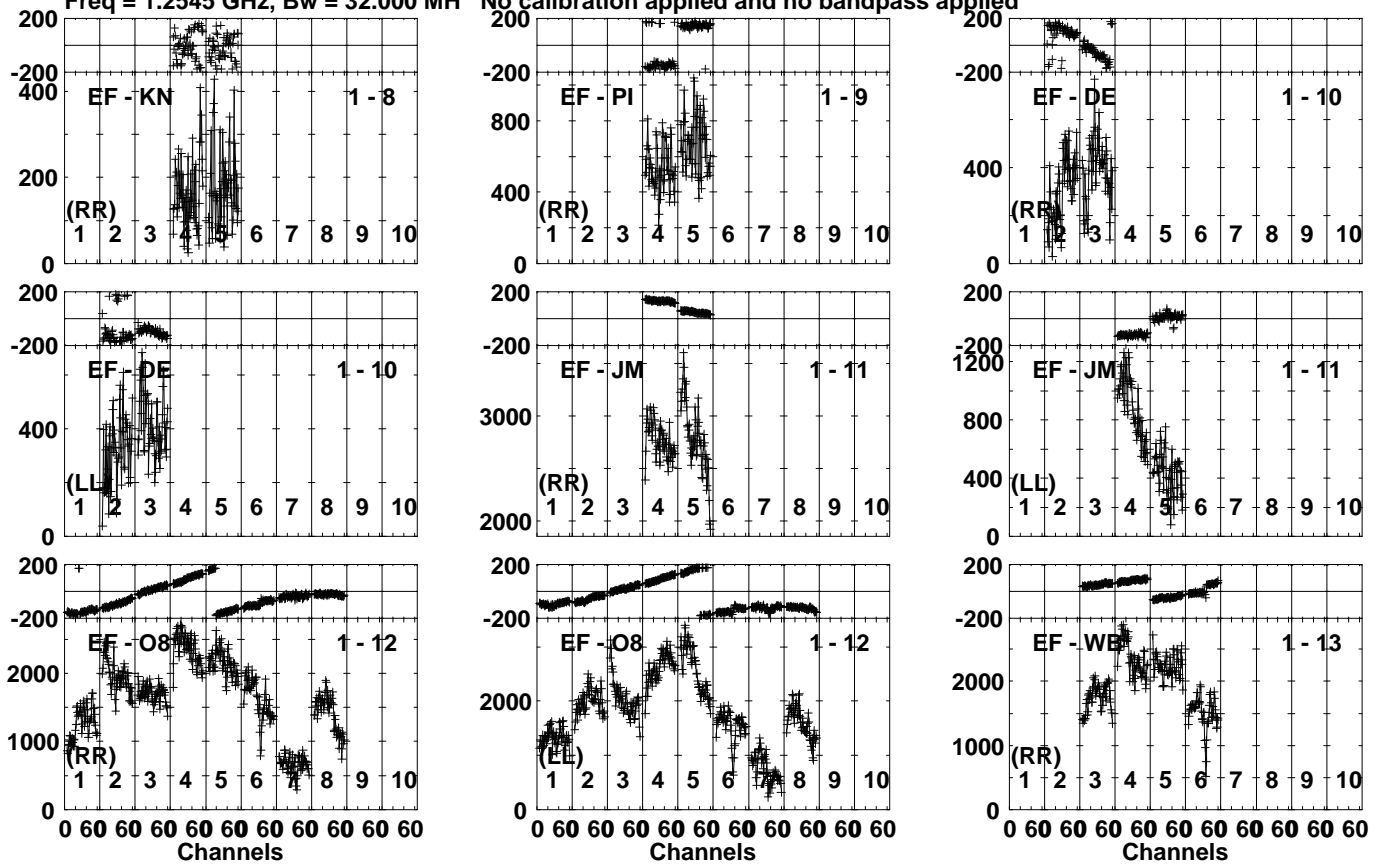 Freq = 1.2545 GHz, Bw = 32.000 MH No calibration applied and no bandpass applied
200
-200
400
200
0
EF - KN 1 - 8
(RR)
1 2 3 4 5 6 7 8 9 10
200
-200
800
400
0
EF - PI 1 - 9
(RR)
1 2 3 4 5 6 7 8 9 10
200
-200
400
0
EF - DE 1 - 10
(RR)
1 2 3 4 5 6 7 8 9 10
200
-200
400
0
EF - DE 1 - 10
(LL)
1 2 3 4 5 6 7 8 9 10
200
-200
3000
2000
EF - JM 1 - 11
(RR)
1 2 3 4 5 6 7 8 9 10
200
-200
1200
800
400
0
EF - JM 1 - 11
(LL)
1 2 3 4 5 6 7 8 9 10
200
-200
2000
1000
0
EF - O8 1 - 12
(RR)
1 2 3 4 5 6 7 8 9 10
0 60 60 60 60 60 60 60 60 60 60
Channels
200
-200
2000
0
EF - O8 1 - 12
(LL)
1 2 3 4 5 6 7 8 9 10
0 60 60 60 60 60 60 60 60 60 60
Channels
200
-200
2000
1000
0
EF - WB 1 - 13
(RR)
1 2 3 4 5 6 7 8 9 10
0 60 60 60 60 60 60 60 60 60 60
Channels